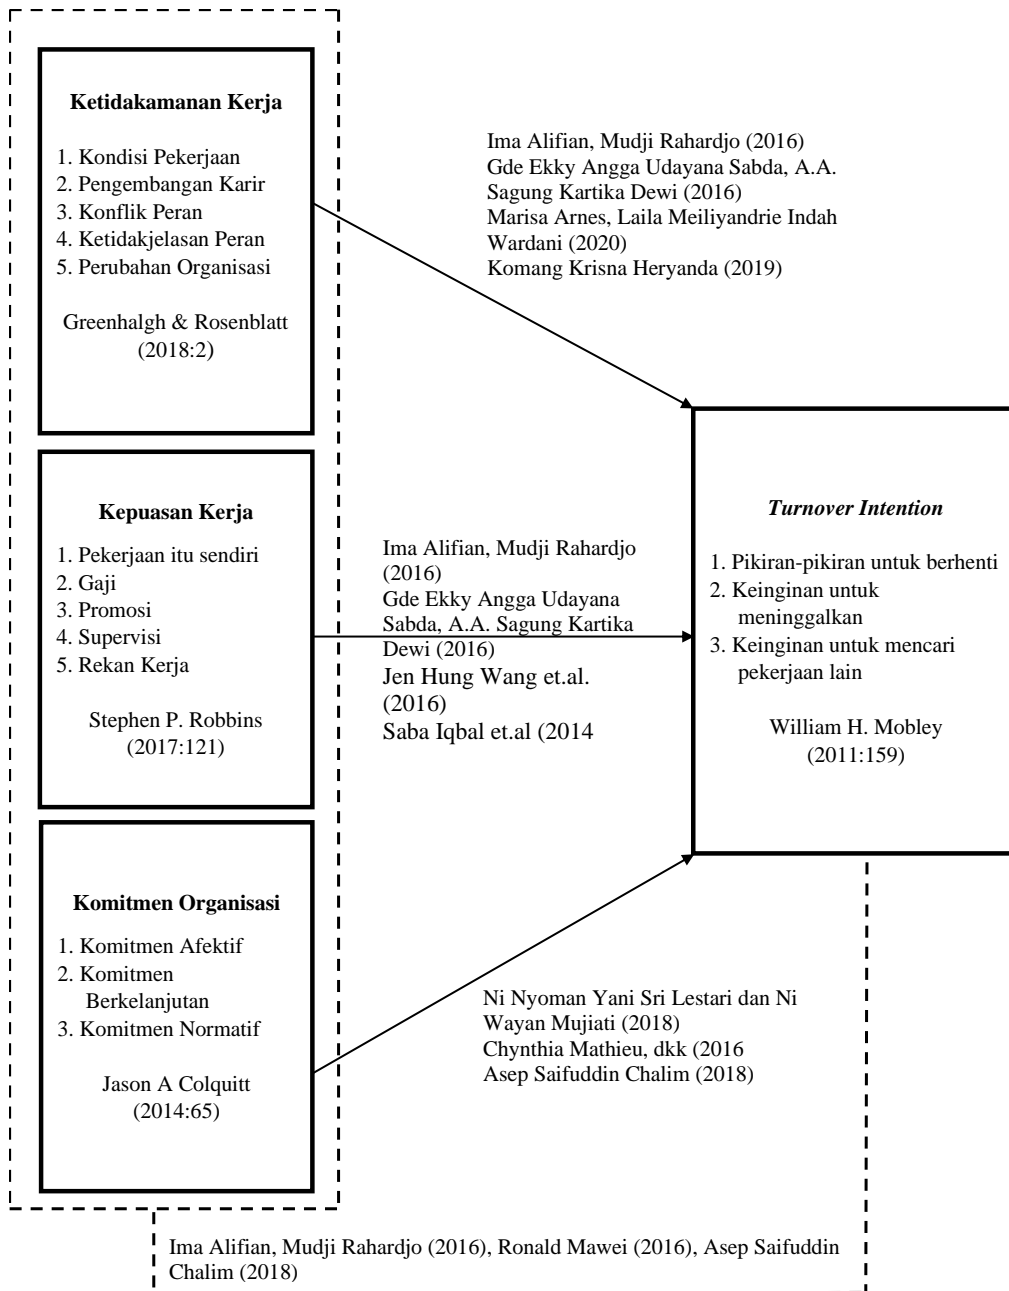 Ketidakamanan Kerja
1. Kondisi Pekerjaan
2. Pengembangan Karir
3. Konflik Peran
4. Ketidakjelasan Peran
5. Perubahan Organisasi
Greenhalgh & Rosenblatt
(2018:2)
Ima Alifian, Mudji Rahardjo (2016)
Gde Ekky Angga Udayana Sabda, A.A.
Sagung Kartika Dewi (2016)
Marisa Arnes, Laila Meiliyandrie Indah
Wardani (2020)
Komang Krisna Heryanda (2019)
Kepuasan Kerja
1. Pekerjaan itu sendiri
2. Gaji
3. Promosi
4. Supervisi
5. Rekan Kerja
Stephen P. Robbins
(2017:121)
Ima Alifian, Mudji Rahardjo
(2016)
Gde Ekky Angga Udayana
Sabda, A.A. Sagung Kartika
Dewi (2016)
Jen Hung Wang et.al.
(2016)
Saba Iqbal et.al (2014
Turnover Intention
1. Pikiran-pikiran untuk berhenti
2. Keinginan untuk
meninggalkan
3. Keinginan untuk mencari
pekerjaan lain
William H. Mobley
(2011:159)
Komitmen Organisasi
1. Komitmen Afektif
2. Komitmen
Berkelanjutan
3. Komitmen Normatif
Jason A Colquitt
(2014:65)
Ni Nyoman Yani Sri Lestari dan Ni
Wayan Mujiati (2018)
Chynthia Mathieu, dkk (2016
Asep Saifuddin Chalim (2018)
Ima Alifian, Mudji Rahardjo (2016), Ronald Mawei (2016), Asep Saifuddin
Chalim (2018)